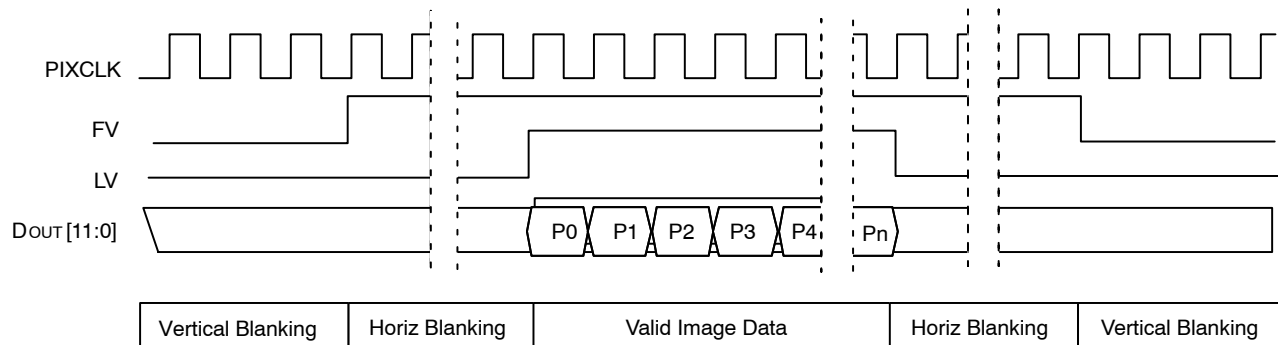 PIXCLK
FV
LV
DOUT [11:0]
P0 P1 P2 P3 P4 Pn
Vertical Blanking Horiz Blanking Valid Image Data Horiz Blanking Vertical Blanking